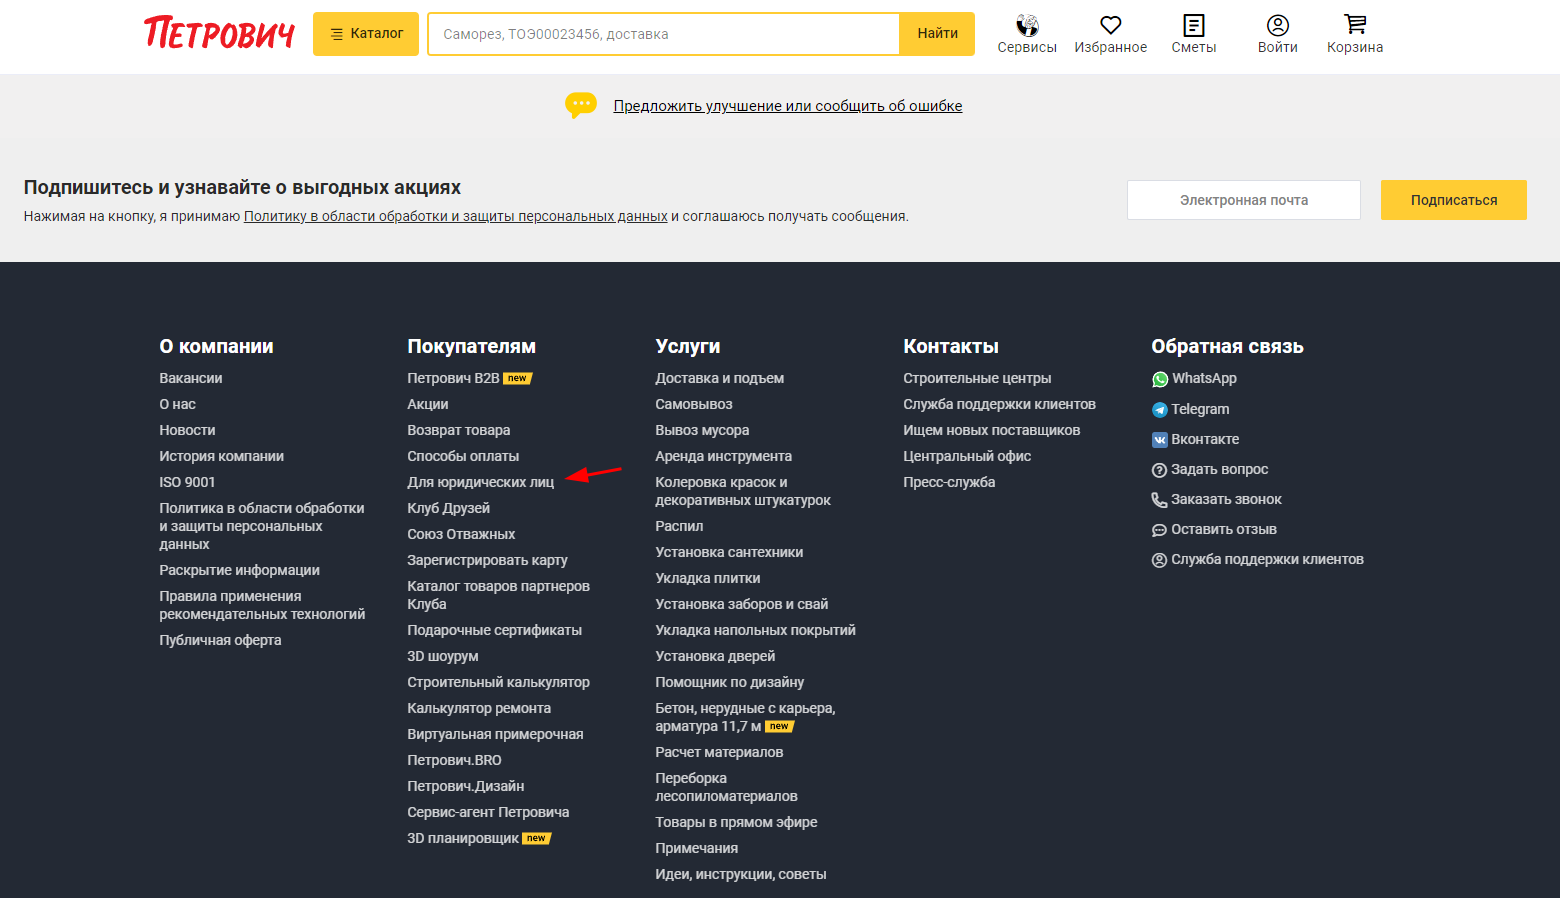 ПЕТРОВИЧ
Каталог
Саморез, ТОЭ00023456, доставка
Найти
Сервисы
Избранное
Сметы
Войти
Корзина
Предложить улучшение или сообщить об ошибке
Подпишитесь и узнавайте о выгодных акциях
Нажимая на кнопку, я принимаю Политику в области обработки и защиты персональных данных и соглашаюсь получать сообщения.
Электронная почта
Подписаться
О компании
Вакансии
О нас
Новости
История компании
ISO 9001
Политика в области обработки
и защиты персональных
данных
Раскрытие информации
Правила применения
рекомендательных технологий
Публичная оферта
Покупателям
Петрович B2B new
Акции
Возврат товара
Способы оплаты
Для юридических лиц
Клуб Друзей
Союз Отважных
Зарегистрировать карту
Каталог товаров партнеров
Клуба
Подарочные сертификаты
3D шоурум
Строительный калькулятор
Калькулятор ремонта
Виртуальная примерочная
Петрович.BRO
Петрович.Дизайн
Сервис-агент Петровича
3D планировщик new
Услуги
Доставка и подъем
Самовывоз
Вывоз мусора
Аренда инструмента
Колеровка красок и
декоративных штукатурок
Распил
Установка сантехники
Укладка плитки
Установка заборов и свай
Укладка напольных покрытий
Установка дверей
Помощник по дизайну
Бетон, нерудные с карьера,
арматура 11,7 м new
Расчет материалов
Переборка
лесопиломатериалов
Товары в прямом эфире
Примечания
Идеи, инструкции, советы
Контакты
Строительные центры
Служба поддержки клиентов
Ищем новых поставщиков
Центральный офис
Пресс-служба
Обратная связь
WhatsApp
Telegram
Вконтакте
Задать вопрос
Заказать звонок
Оставить отзыв
Служба поддержки клиентов